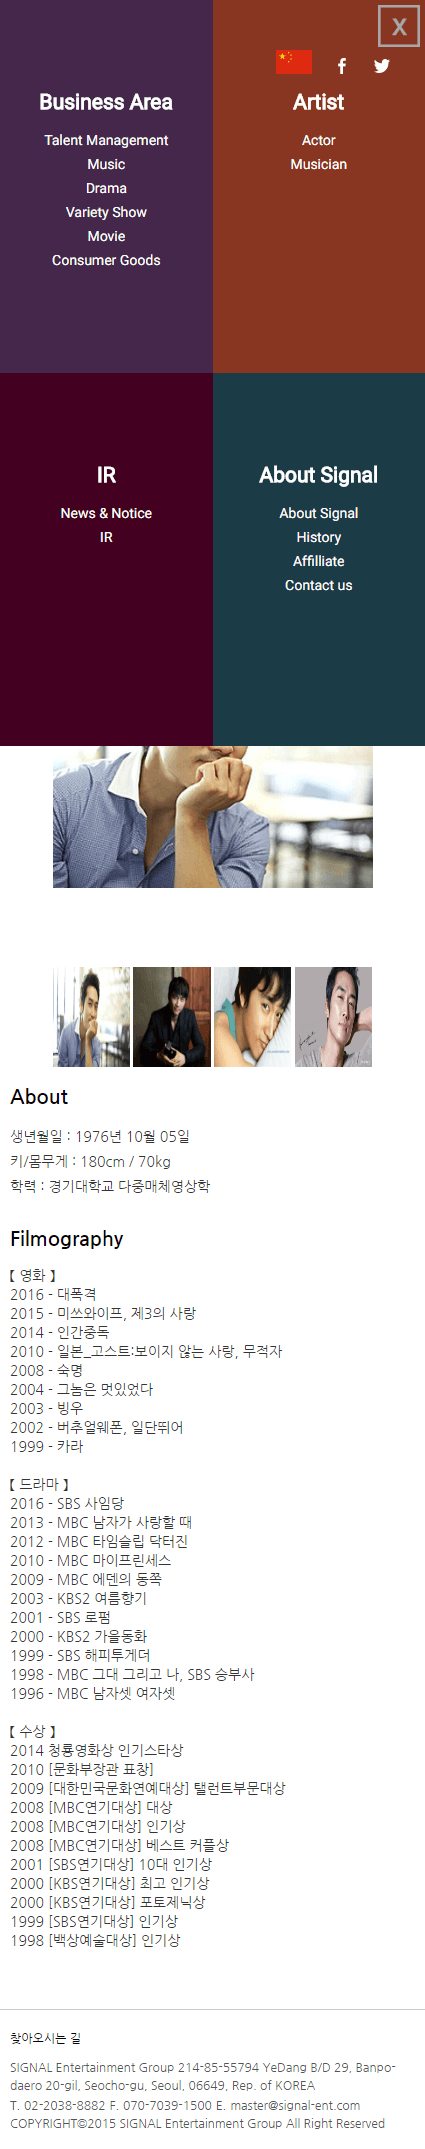 X
Business Area
Talent Management
Music
Drama
Variety Show
Movie
Consumer Goods
Artist
Actor
Musician
IR
News & Notice
IR
About Signal
About Signal
History
Affilliate
Contact us
About
생년월일 : 1976년 10월 05일
키/몸무게 : 180cm / 70kg
학력 : 경기대학교 다중매체영상학
Filmography
【 영화 】
2016 - 대폭격
2015 - 미쓰와이프, 제3의 사랑
2014 - 인간중독
2010 - 일본_고스트:보이지 않는 사랑, 무적자
2008 - 숙명
2004 - 그놈은 멋있었다
2003 - 빙우
2002 - 버추얼웨폰, 일단뛰어
1999 - 카라
【 드라마 】
2016 - SBS 사임당
2013 - MBC 남자가 사랑할 때
2012 - MBC 타임슬립 닥터진
2010 - MBC 마이프린세스
2009 - MBC 에덴의 동쪽
2003 - KBS2 여름향기
2001 - SBS 로펌
2000 - KBS2 가을동화
1999 - SBS 해피투게더
1998 - MBC 그대 그리고 나, SBS 승부사
1996 - MBC 남자셋 여자셋
【 수상 】
2014 청룡영화상 인기스타상
2010 [문화부장관 표창]
2009 [대한민국문화연예대상] 탤런트부문대상
2008 [MBC연기대상] 대상
2008 [MBC연기대상] 인기상
2008 [MBC연기대상] 베스트 커플상
2001 [SBS연기대상] 10대 인기상
2000 [KBS연기대상] 최고 인기상
2000 [KBS연기대상] 포토제닉상
1999 [SBS연기대상] 인기상
1998 [백상예술대상] 인기상
찾아오시는 길
SIGNAL Entertainment Group 214-85-55794 YeDang B/D 29, Banpo-
daero 20-gil, Seocho-gu, Seoul, 06649, Rep. of KOREA
T. 02-2038-8882 F. 070-7039-1500 E. master@signal-ent.com
COPYRIGHT©2015 SIGNAL Entertainment Group All Right Reserved